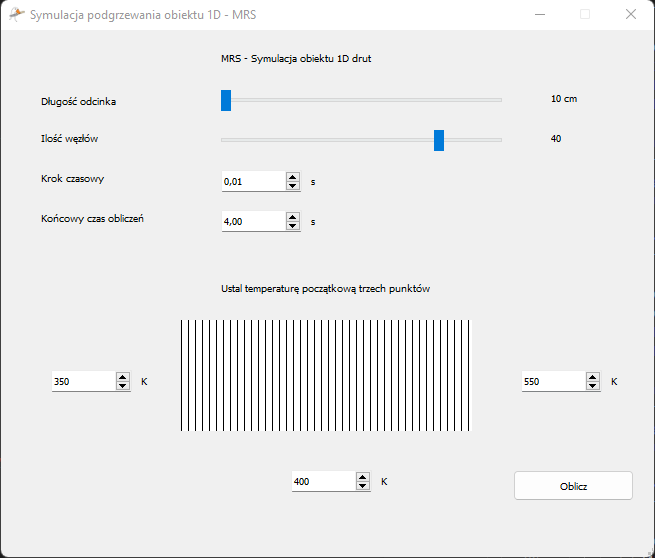 Symulacja podgrzewania obiektu 1D - MRS
MRS - Symulacja obiektu 1D drut
Długość odcinka 10 cm
Ilość węzłów 40
Krok czasowy 0,01 s
Końcowy czas obliczeń 4,00 s
Ustal temperaturę początkową trzech punktów
350 K 550 K
400 K Oblicz